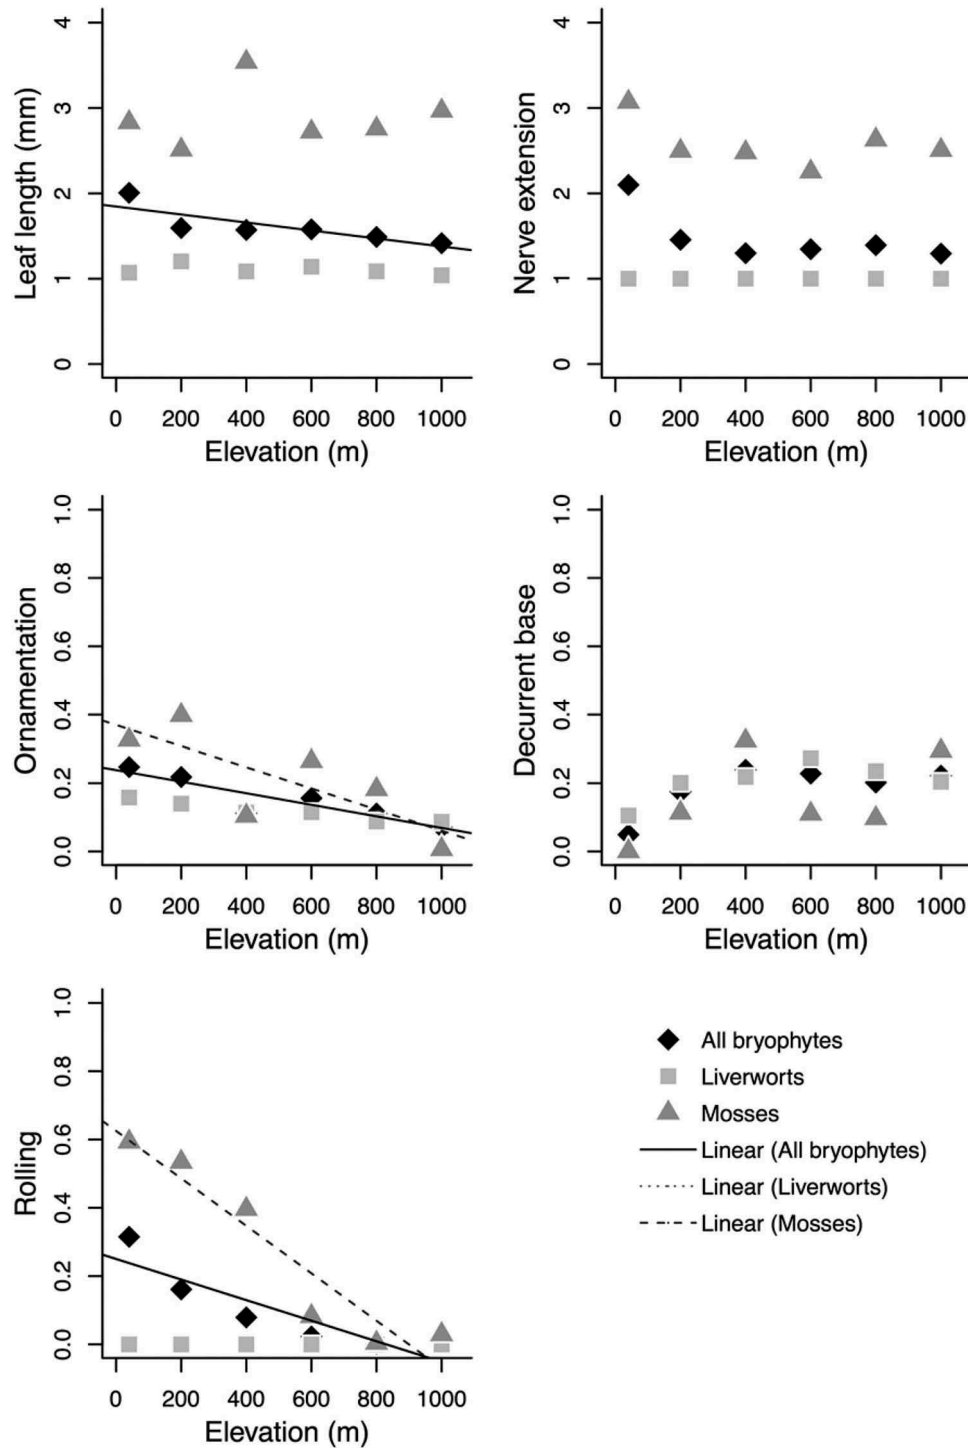 Leaf length (mm)
4
3
2
1
0
0 200 400 600 800 1000
Elevation (m)
Nerve extension
4
3
2
1
0
0 200 400 600 800 1000
Elevation (m)
Ornamentation
1.0
0.8
0.6
0.4
0.2
0.0
0 200 400 600 800 1000
Elevation (m)
Decurrent base
1.0
0.8
0.6
0.4
0.2
0.0
0 200 400 600 800 1000
Elevation (m)
Rolling
1.0
0.8
0.6
0.4
0.2
0.0
0 200 400 600 800 1000
Elevation (m)
All bryophytes
Liverworts
Mosses
Linear (All bryophytes)
Linear (Liverworts)
Linear (Mosses)